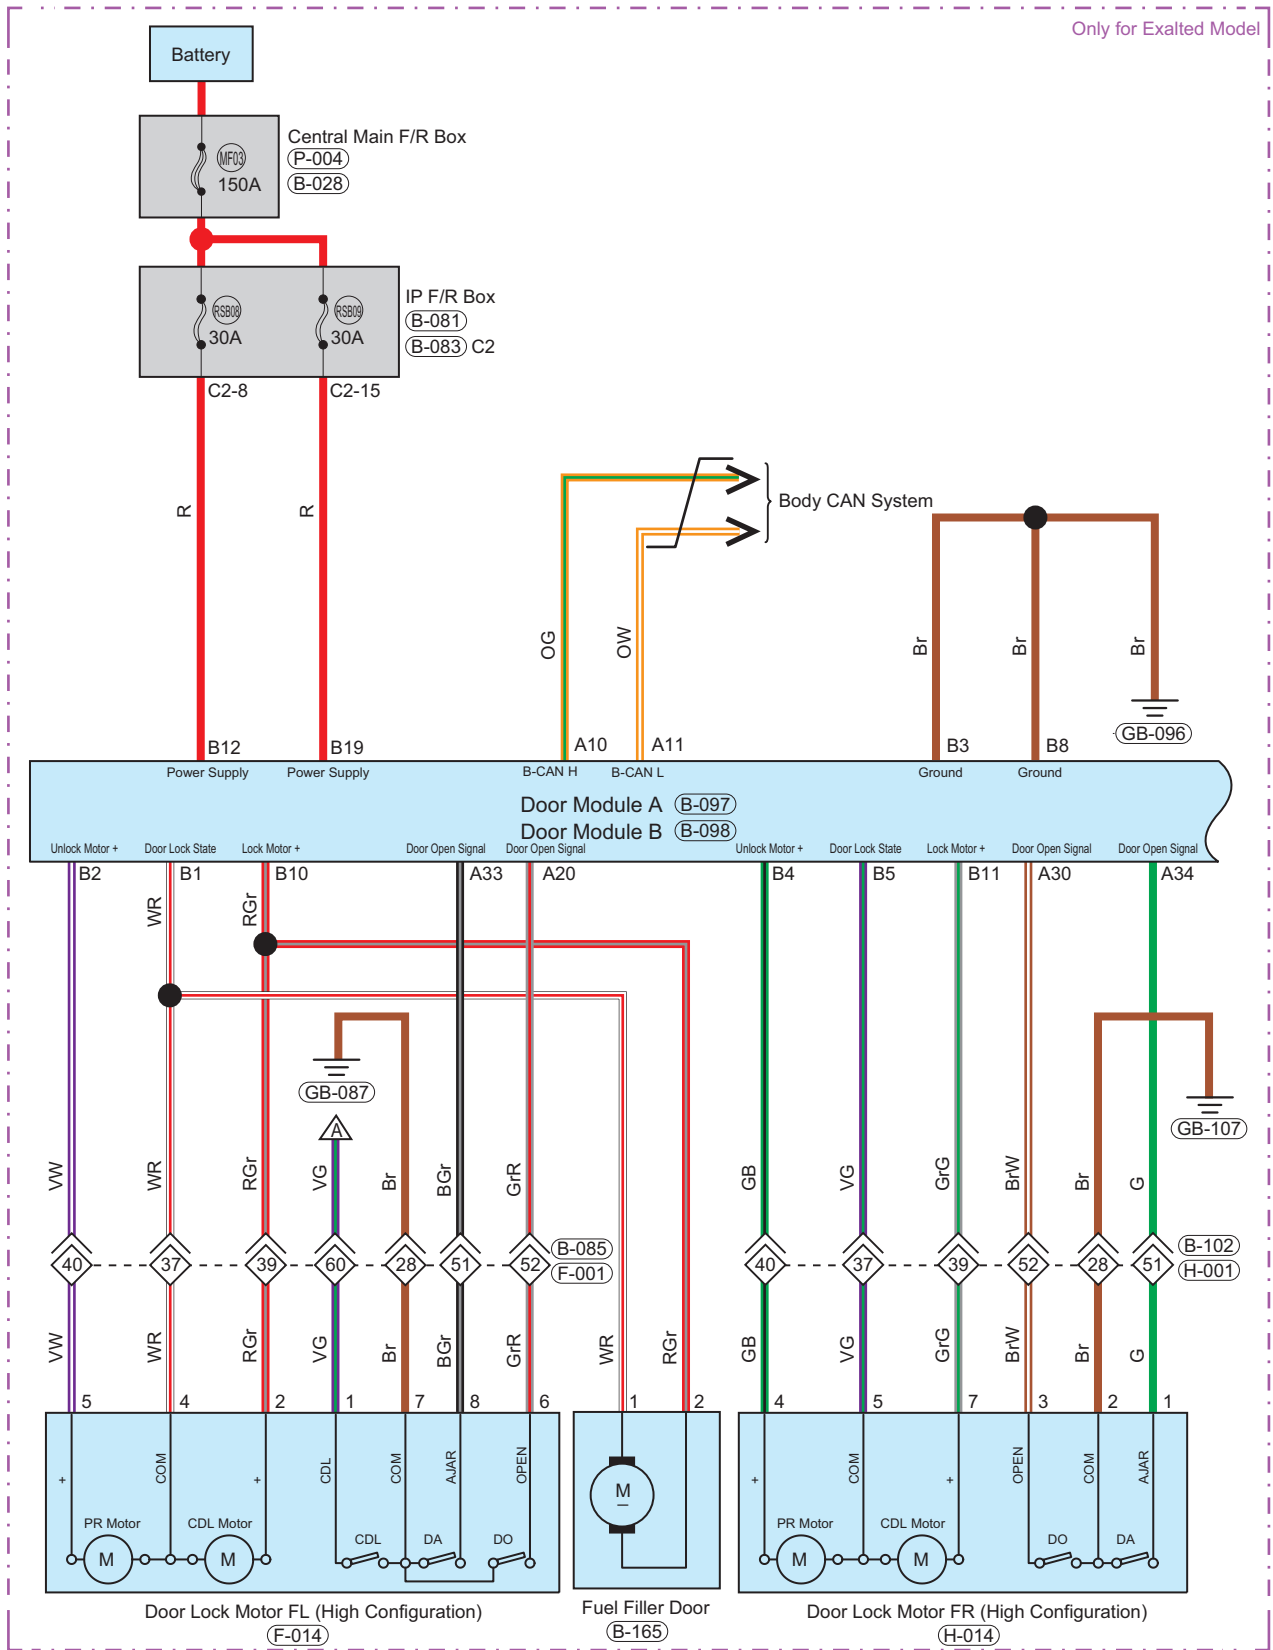 Only for Exalted Model
Battery
Central Main F/R Box
MF03
P-004
150A
B-028
IP F/R Box
RSB08
RSB09
B-081
30A
30A
B-083 C2
C2-8
C2-15
Body CAN System
R
R
OG
OW
Br
Br
Br
GB-096
B12
B19
A10
A11
B3
B8
Power Supply
Power Supply
B-CAN H
B-CAN L
Ground
Ground
Door Module A B-097
Door Module B B-098
Unlock Motor +
Door Lock State
Lock Motor +
Door Open Signal
Door Open Signal
Unlock Motor +
Door Lock State
Lock Motor +
Door Open Signal
Door Open Signal
B2
B1
B10
A33
A20
B4
B5
B11
A30
A34
WR
RGr
GB-087
A
GB-107
VW
WR
RGr
VG
Br
BGr
GrR
GB
VG
GrG
BrW
Br
G
40
37
39
60
28
51
52
B-085
F-001
40
37
39
52
28
51
B-102
H-001
VW
WR
RGr
VG
Br
BGr
GrR
WR
RGr
GB
VG
GrG
BrW
Br
G
5
4
2
1
7
8
6
1
2
4
5
7
3
2
1
+
COM
+
CDL
COM
AJAR
OPEN
+
COM
+
OPEN
COM
AJAR
PR Motor
CDL Motor
CDL
DA
DO
M
M
M
PR Motor
CDL Motor
DO
DA
M
M
Door Lock Motor FL (High Configuration)
F-014
Fuel Filler Door
B-165
Door Lock Motor FR (High Configuration)
H-014